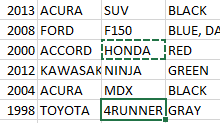 2013 ACURA SUV BLACK
2008 FORD F150 BLUE, DA
2000 ACCORD HONDA RED
2012 KAWASAK NINJA GREEN
2004 ACURA MDX BLACK
1998 TOYOTA 4RUNNER GRAY